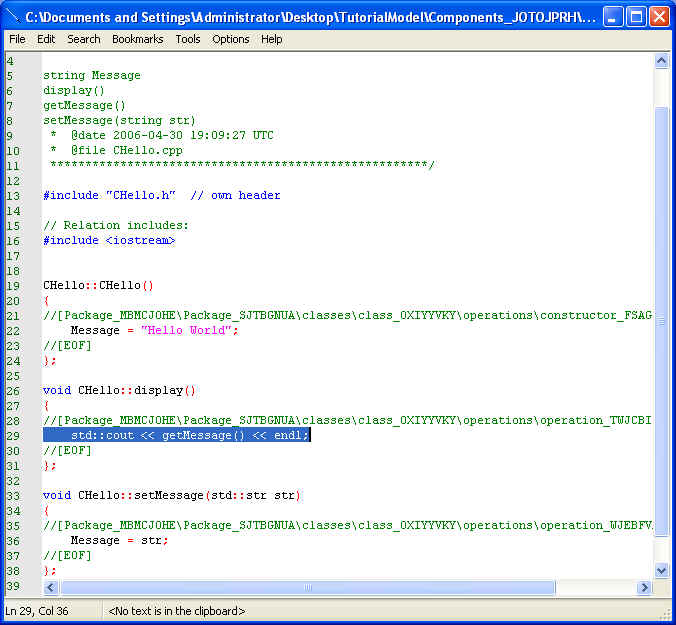 C:\Documents and Settings\Administrator\Desktop\TutorialModel\Components_JOTOJPRH\...
File Edit Search Bookmarks Tools Options Help
4
5 string Message
6 display()
7 getMessage()
8 setMessage(string str)
9 * @date 2006-04-30 19:09:27 UTC
10 * @file CHello.cpp
11 ******************************************************/
12
13 #include "CHello.h" // own header
14
15 // Relation includes:
16 #include <iostream>
17
18
19 CHello::CHello()
20 {
21 //[Package_MBMCJOHE\Package_SJTBGNUA\classes\class_OXIYYVKY\operations\constructor_FSAG
22 Message = "Hello World";
23 //[EOF]
24 };
25
26 void CHello::display()
27 {
28 //[Package_MBMCJOHE\Package_SJTBGNUA\classes\class_OXIYYVKY\operations\operation_TWJCBI
29 std::cout << getMessage() << endl;
30 //[EOF]
31 };
32
33 void CHello::setMessage(std::str str)
34 {
35 //[Package_MBMCJOHE\Package_SJTBGNUA\classes\class_OXIYYVKY\operations\operation_WJEBFV
36 Message = str;
37 //[EOF]
38 };
39
Ln 29, Col 36 <No text is in the clipboard>